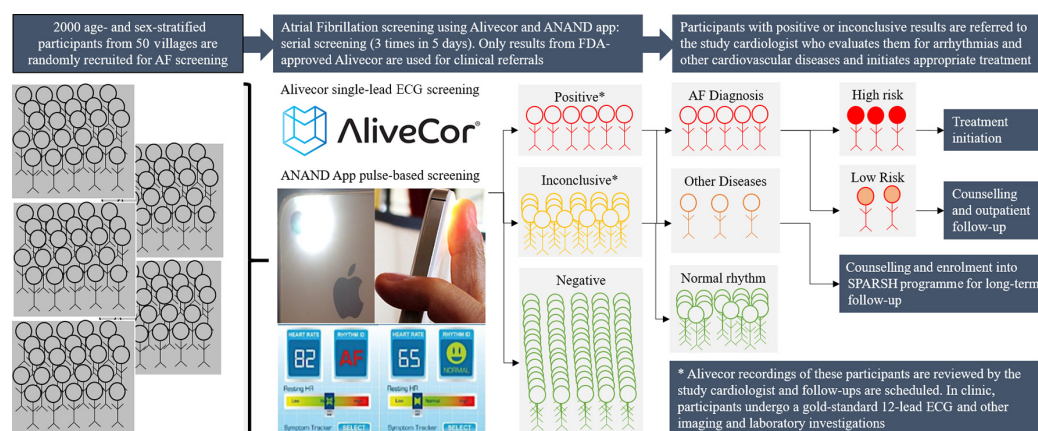 2000 age- and sex-stratified
participants from 50 villages are
randomly recruited for AF screening
Atrial Fibrillation screening using Alivecor and ANAND app:
serial screening (3 times in 5 days). Only results from FDA-
approved Alivecor are used for clinical referrals
Participants with positive or inconclusive results are referred to
the study cardiologist who evaluates them for arrhythmias and
other cardiovascular diseases and initiates appropriate treatment
Alivecor single-lead ECG screening
AliveCor®
ANAND App pulse-based screening
HEART RATE
RHYTHM ID
82
AF
Resting HR
Low
Normal
High
Symptom Tracker
SELECT
HEART RATE
RHYTHM ID
65
NORMAL
Resting HR
Low
Normal
High
Symptom Tracker
SELECT
Positive*
Inconclusive*
Negative
AF Diagnosis
Other Diseases
Normal rhythm
High risk
Low Risk
Treatment
initiation
Counselling
and outpatient
follow-up
Counselling and enrolment into
SPARSH programme for long-term
follow-up
* Alivecor recordings of these participants are reviewed by the
study cardiologist and follow-ups are scheduled. In clinic,
participants undergo a gold-standard 12-lead ECG and other
imaging and laboratory investigations